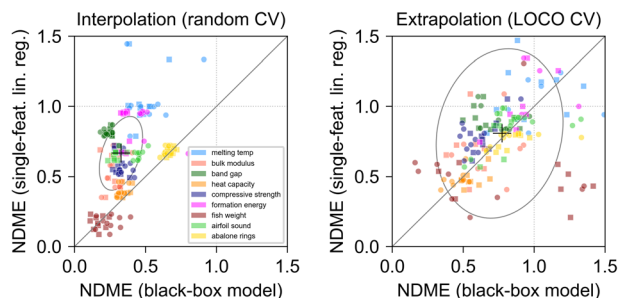 Interpolation (random CV)
NDME (single-feat. lin. reg.)
1.5
1.0
0.5
0.0
melting temp
bulk modulus
band gap
heat capacity
compressive strength
formation energy
fish weight
airfoil sound
abalone rings
0.0 0.5 1.0 1.5
NDME (black-box model)
Extrapolation (LOCO CV)
NDME (single-feat. lin. reg.)
1.5
1.0
0.5
0.0
0.0 0.5 1.0 1.5
NDME (black-box model)